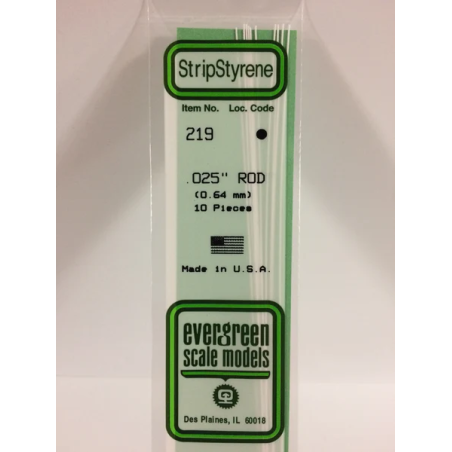 StripStyrene
Item No. Loc. Code
219
.025" ROD
(0.64 mm)
10 Pieces
Made in U.S.A.
evergreen
scale models
Des Plaines, IL 60018